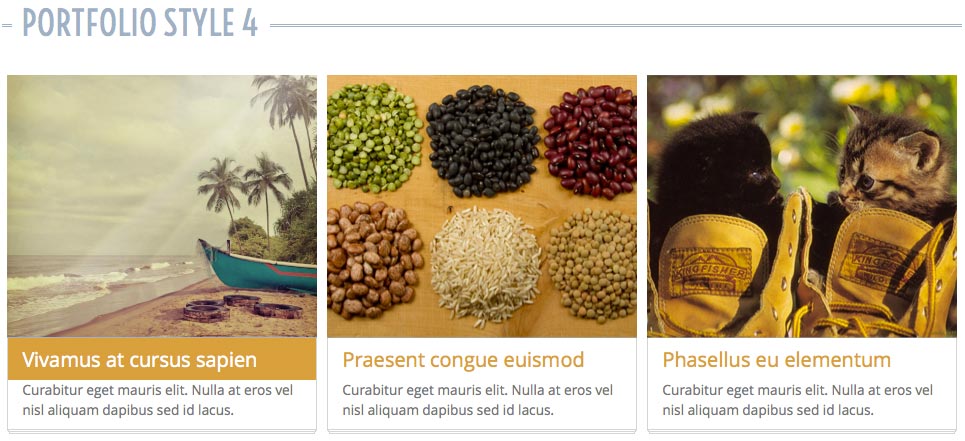 PORTFOLIO STYLE 4
Vivamus at cursus sapien
Curabitur eget mauris elit. Nulla at eros vel
nisl aliquam dapibus sed id lacus.
Praesent congue euismod
Curabitur eget mauris elit. Nulla at eros vel
nisl aliquam dapibus sed id lacus.
KINGFISHER
Phasellus eu elementum
Curabitur eget mauris elit. Nulla at eros vel
nisl aliquam dapibus sed id lacus.